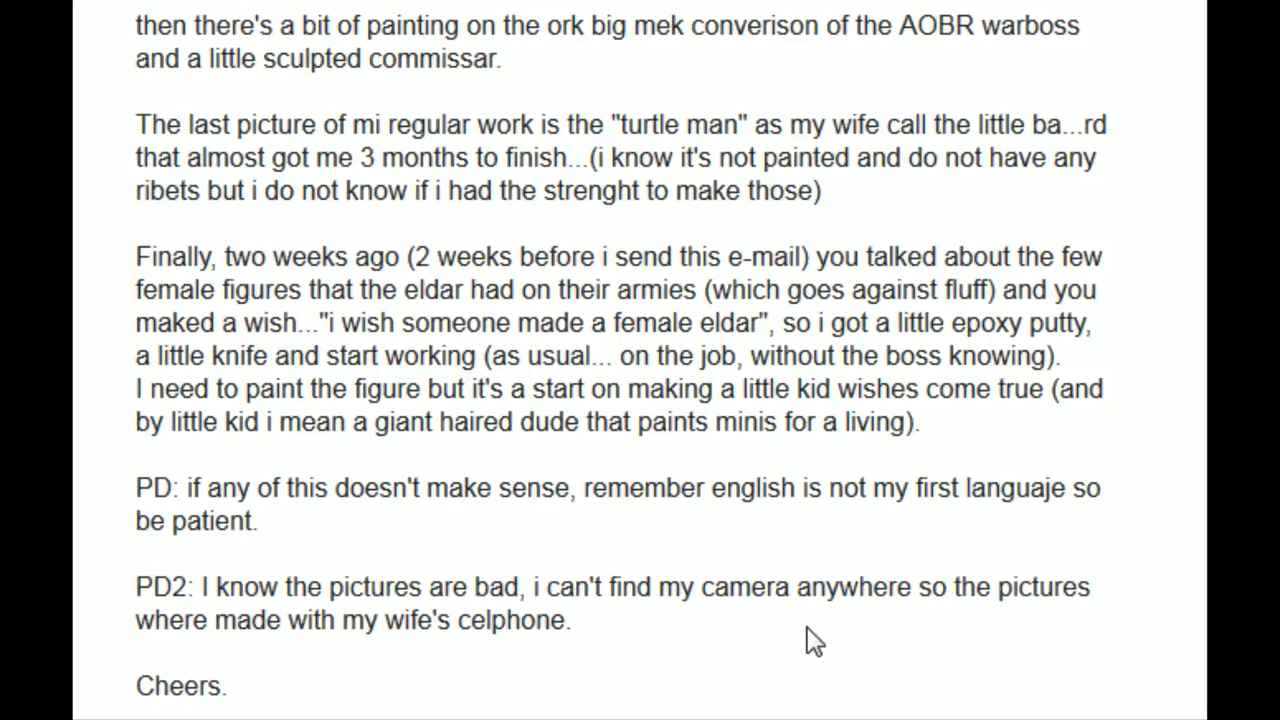 then there's a bit of painting on the ork big mek converison of the AOBR warboss
and a little sculpted commissar.
The last picture of mi regular work is the "turtle man" as my wife call the little ba...rd
that almost got me 3 months to finish...(i know it's not painted and do not have any
ribets but i do not know if i had the strenght to make those)
Finally, two weeks ago (2 weeks before i send this e-mail) you talked about the few
female figures that the eldar had on their armies (which goes against fluff) and you
maked a wish..."i wish someone made a female eldar", so i got a little epoxy putty,
a little knife and start working (as usual... on the job, without the boss knowing).
I need to paint the figure but it's a start on making a little kid wishes come true (and
by little kid i mean a giant haired dude that paints minis for a living).
PD: if any of this doesn't make sense, remember english is not my first languaje so
be patient.
PD2: I know the pictures are bad, i can't find my camera anywhere so the pictures
where made with my wife's celphone.
Cheers.